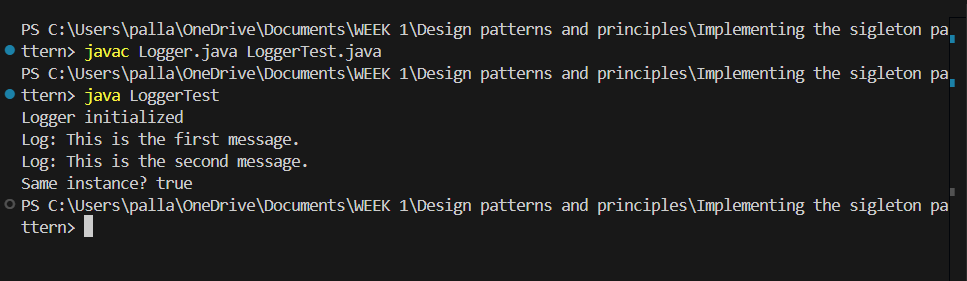 PS C:\Users\palla\OneDrive\Documents\WEEK 1\Design patterns and principles\Implementing the sigleton pa
ttern> javac Logger.java LoggerTest.java
PS C:\Users\palla\OneDrive\Documents\WEEK 1\Design patterns and principles\Implementing the sigleton pa
ttern> java LoggerTest
Logger initialized
Log: This is the first message.
Log: This is the second message.
Same instance? true
PS C:\Users\palla\OneDrive\Documents\WEEK 1\Design patterns and principles\Implementing the sigleton pa
ttern>